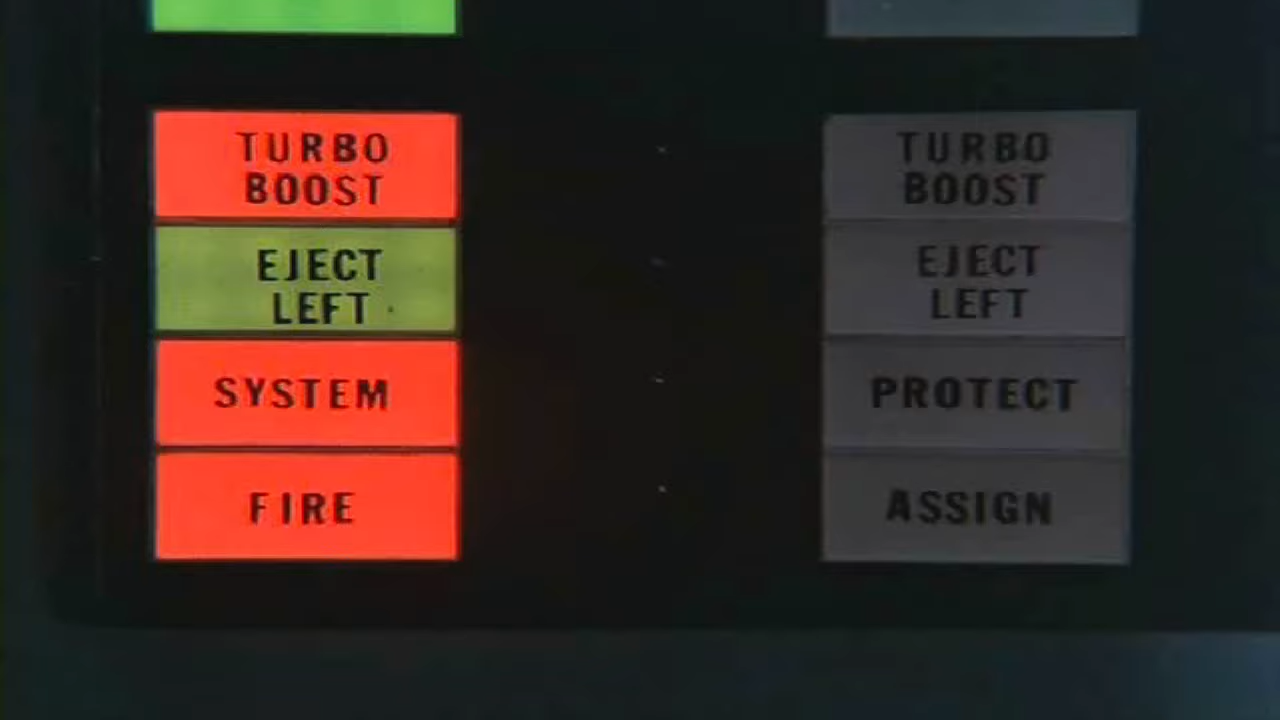 TURBO
BOOST
EJECT
LEFT
SYSTEM
FIRE
TURBO
BOOST
EJECT
LEFT
PROTECT
ASSIGN